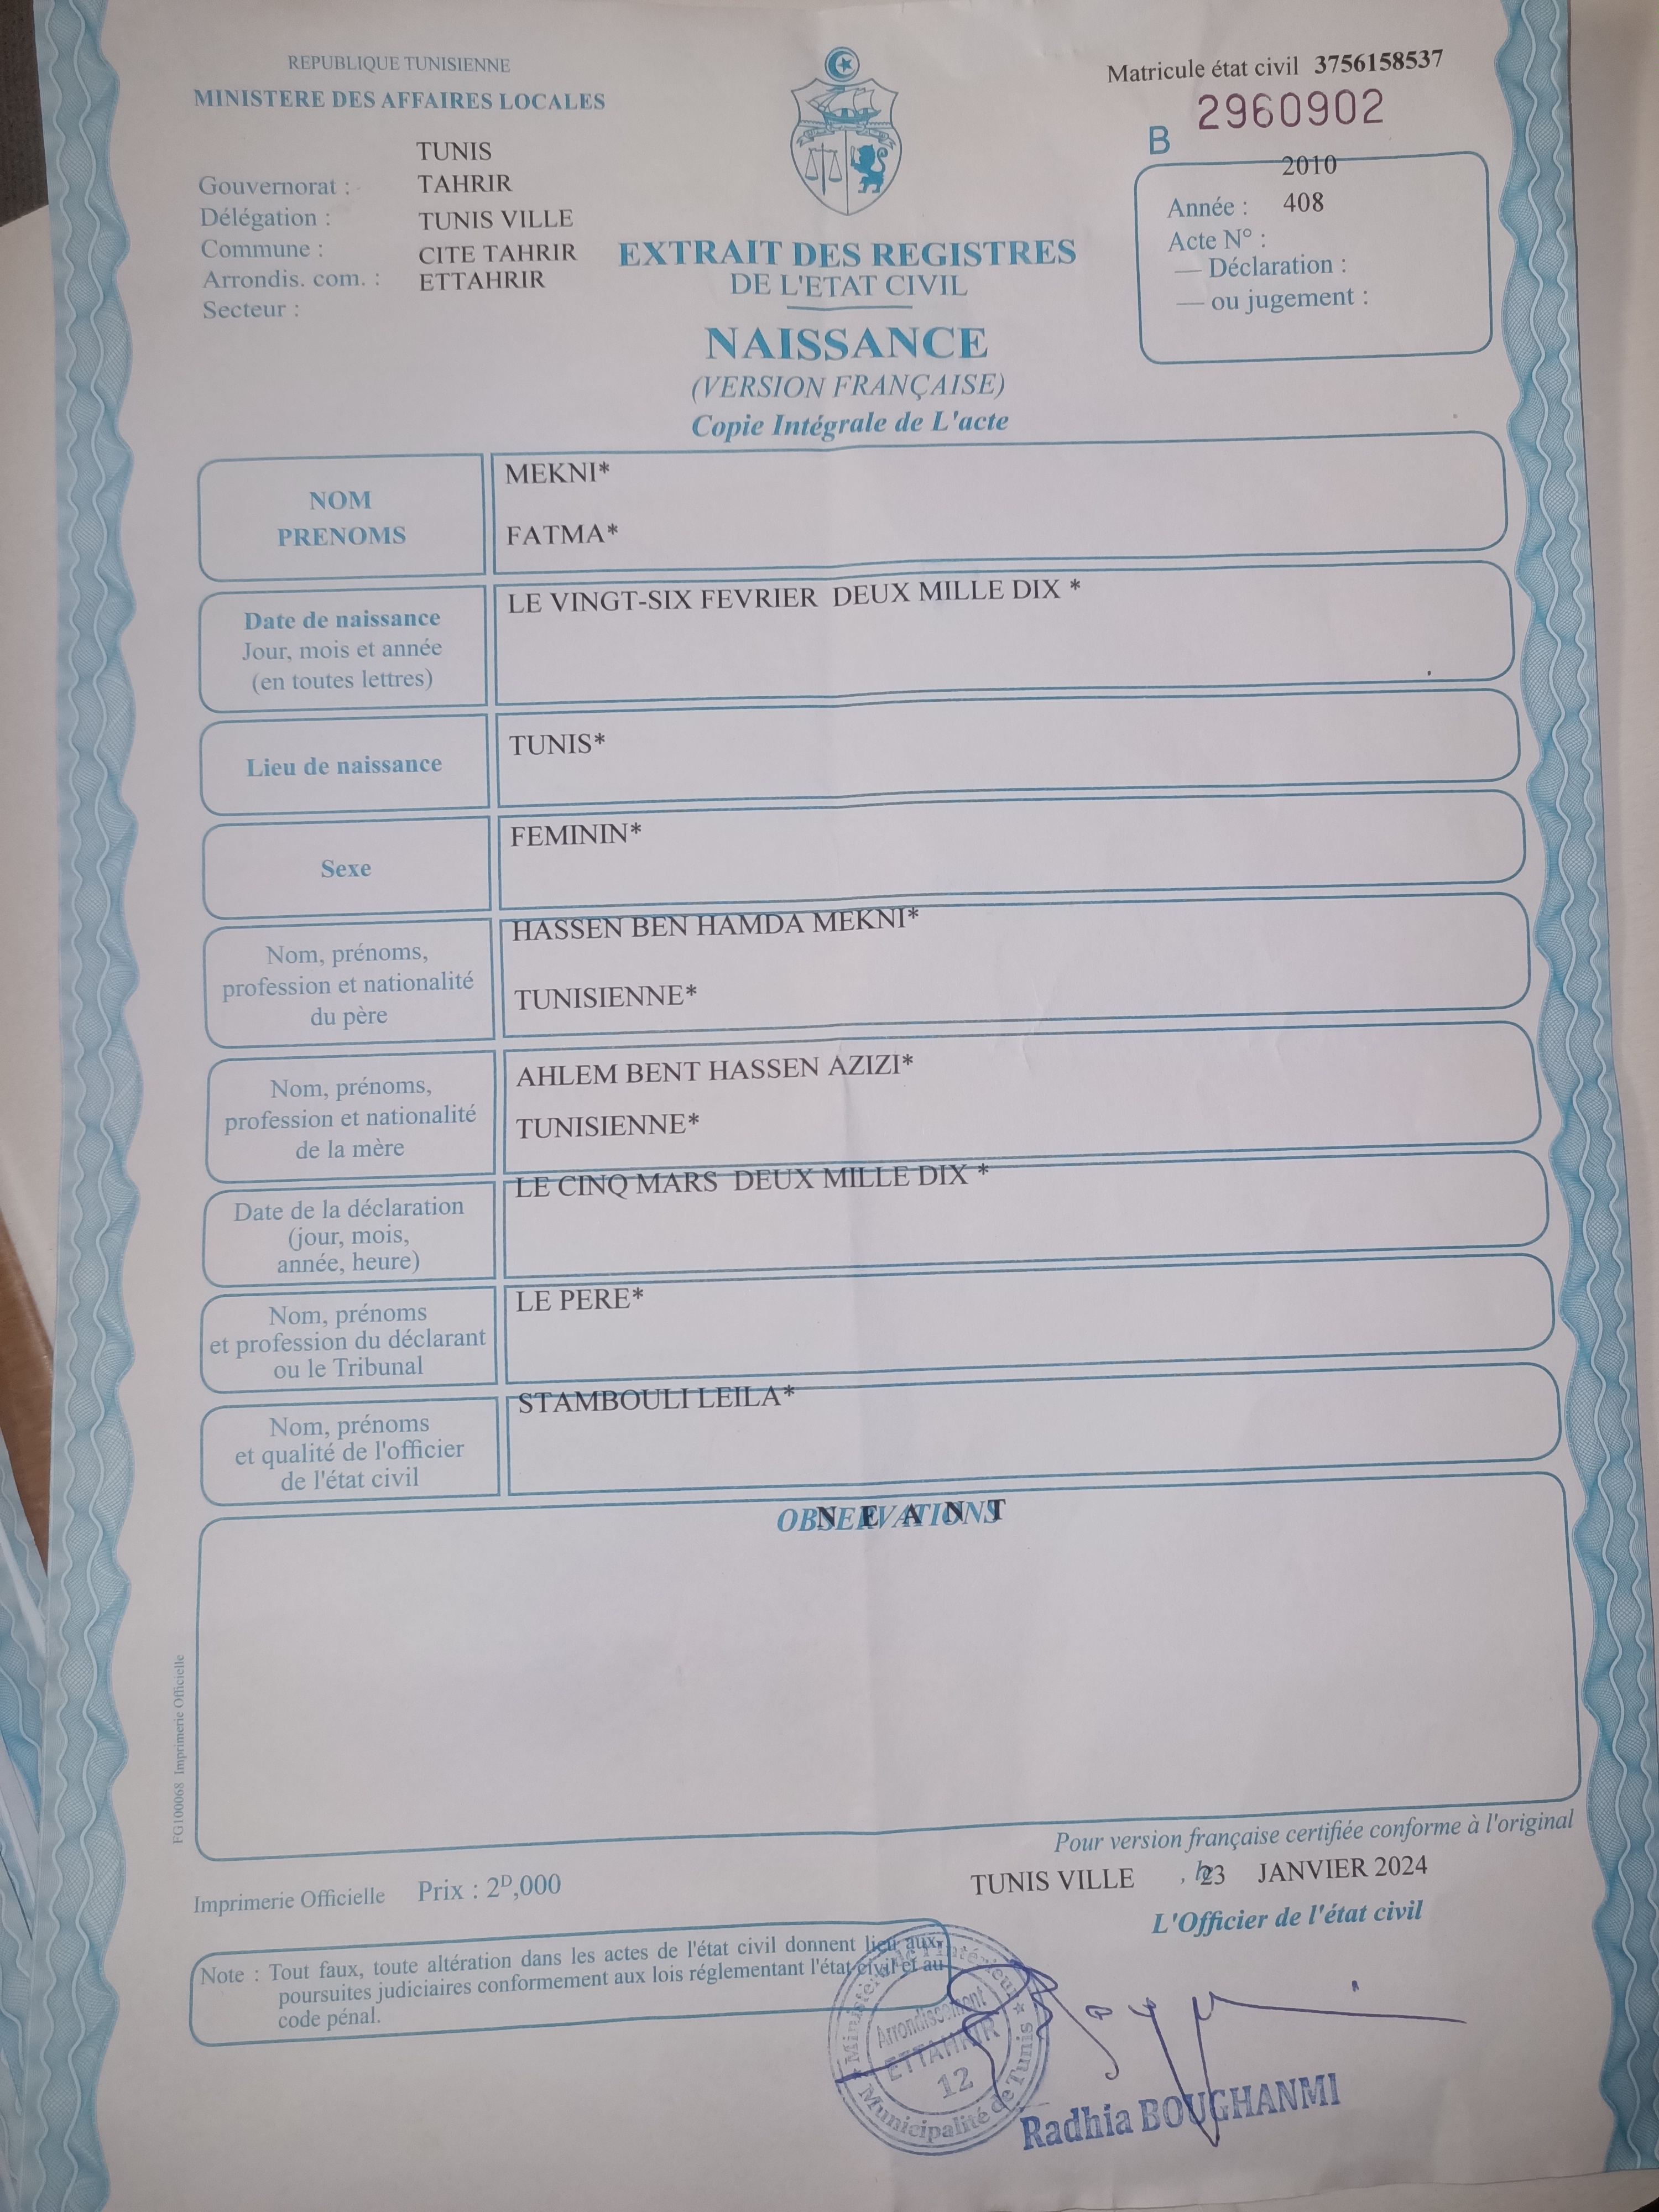 REPUBLIQUE TUNISIENNE
MINISTERE DES AFFAIRES LOCALES
Matricule état civil 3756158537
B 2960902
TUNIS
Gouvernorat : TAHRIR
Délégation : TUNIS VILLE
Commune : CITE TAHRIR
Arrondis. com. : ETTAHRIR
Secteur :
2010
Année : 408
Acte N° :
— Déclaration :
— ou jugement :
EXTRAIT DES REGISTRES
DE L'ETAT CIVIL
NAISSANCE
(VERSION FRANÇAISE)
Copie Intégrale de L'acte
NOM
PRENOMS
MEKNI*
FATMA*
Date de naissance
Jour, mois et année
(en toutes lettres)
LE VINGT-SIX FEVRIER DEUX MILLE DIX *
Lieu de naissance
TUNIS*
Sexe
FEMININ*
Nom, prénoms,
profession et nationalité
du père
HASSEN BEN HAMDA MEKNI*
TUNISIENNE*
Nom, prénoms,
profession et nationalité
de la mère
AHLEM BENT HASSEN AZIZI*
TUNISIENNE*
Date de la déclaration
(jour, mois,
année, heure)
LE CINQ MARS DEUX MILLE DIX *
Nom, prénoms
et profession du déclarant
ou le Tribunal
LE PERE*
Nom, prénoms
et qualité de l'officier
de l'état civil
STAMBOULI LEILA*
OBSERVATIONS
N E A N T
FG100068 Imprimerie Officielle
Pour version française certifiée conforme à l'original
Imprimerie Officielle Prix : 2D,000
TUNIS VILLE , le 23 JANVIER 2024
L'Officier de l'état civil
Note : Tout faux, toute altération dans les actes de l'état civil donnent lieu aux
poursuites judiciaires conformement aux lois réglementant l'état civil et au
code pénal.
Ministère de l'Intérieur
Arrondissement
ETTAHRIR
12
Municipalité de Tunis
Radhia BOUGHANMI